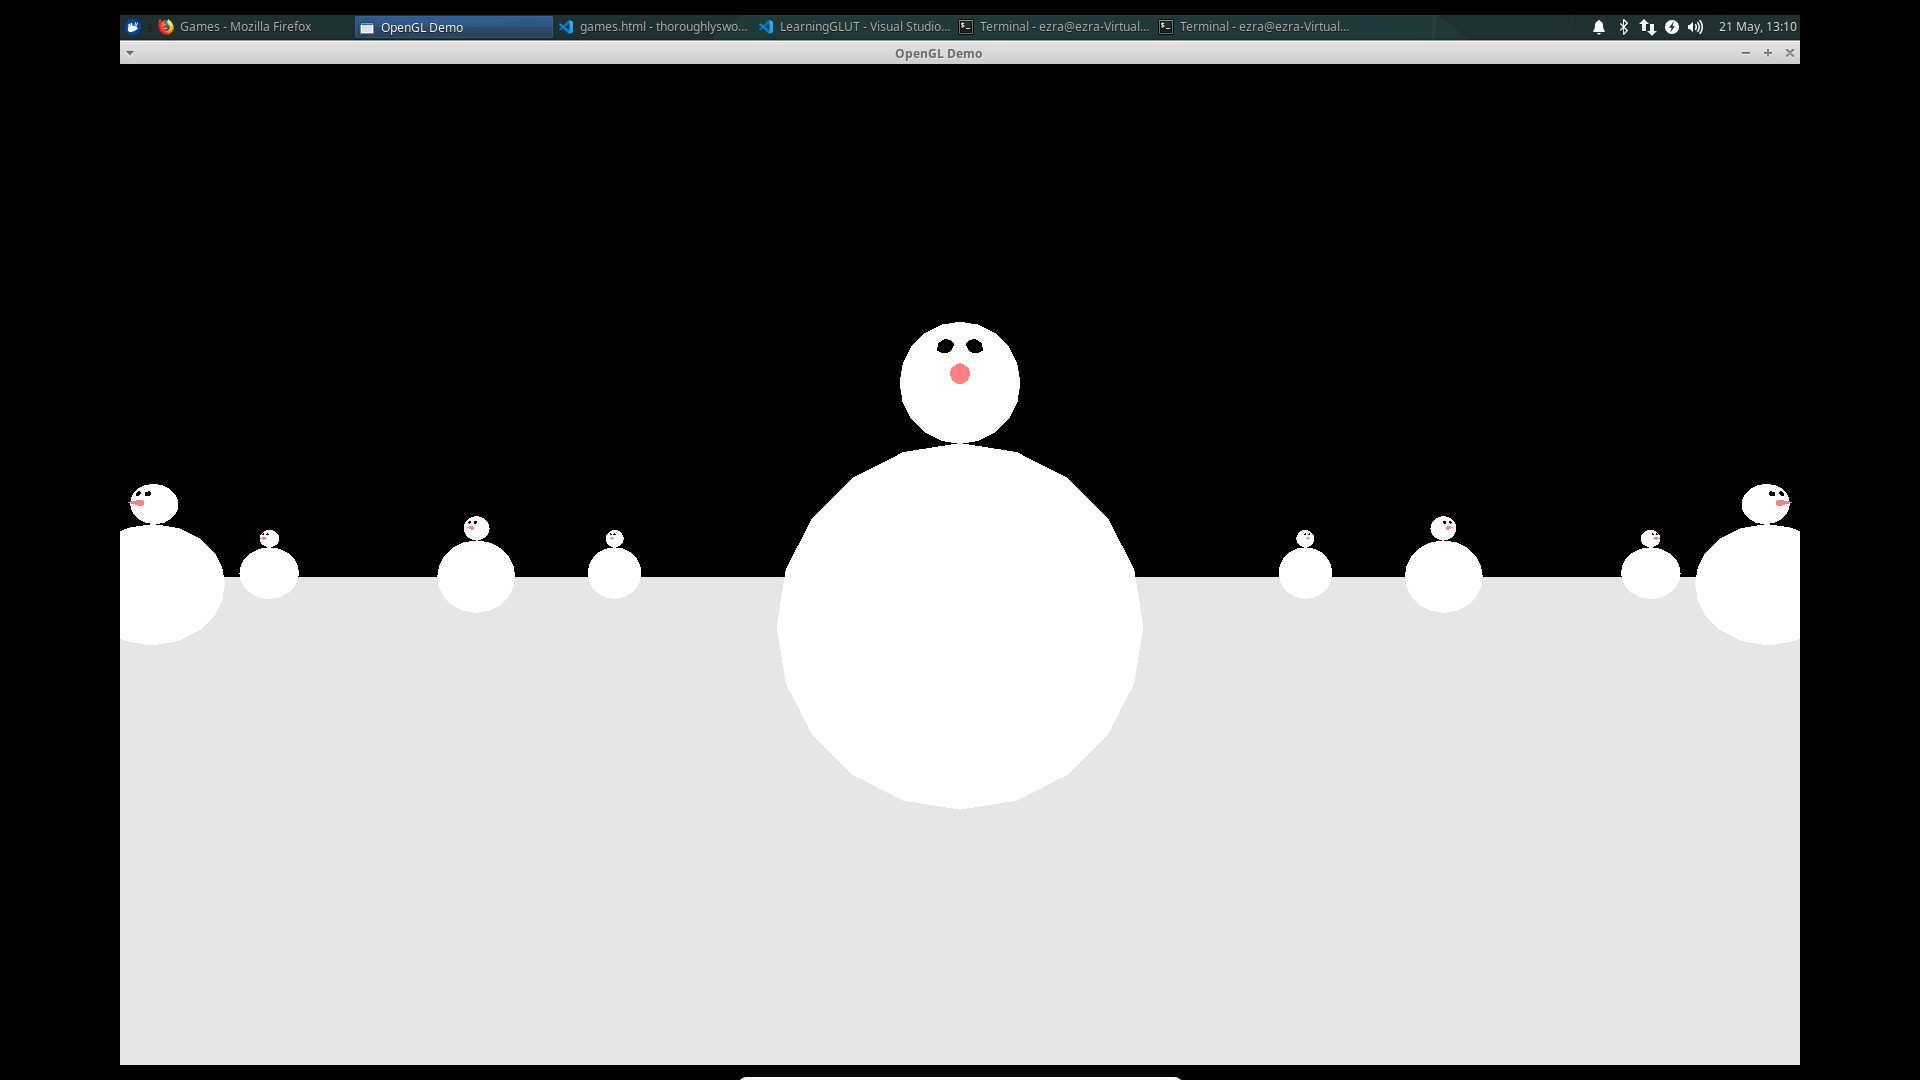 Games - Mozilla Firefox
OpenGL Demo
games.html - thoroughlyswo...
LearningGLUT - Visual Studio...
Terminal - ezra@ezra-Virtual...
Terminal - ezra@ezra-Virtual...
21 May, 13:10
OpenGL Demo